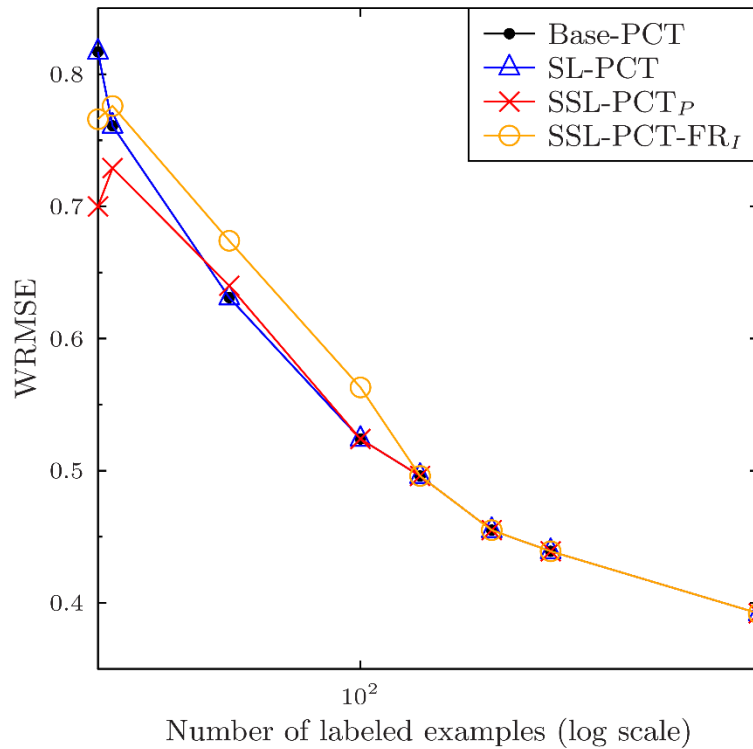 Base-PCT
SL-PCT
SSL-PCT_P
SSL-PCT-FR_I
0.8
0.7
0.6
0.5
0.4
WRMSE
10^2
Number of labeled examples (log scale)